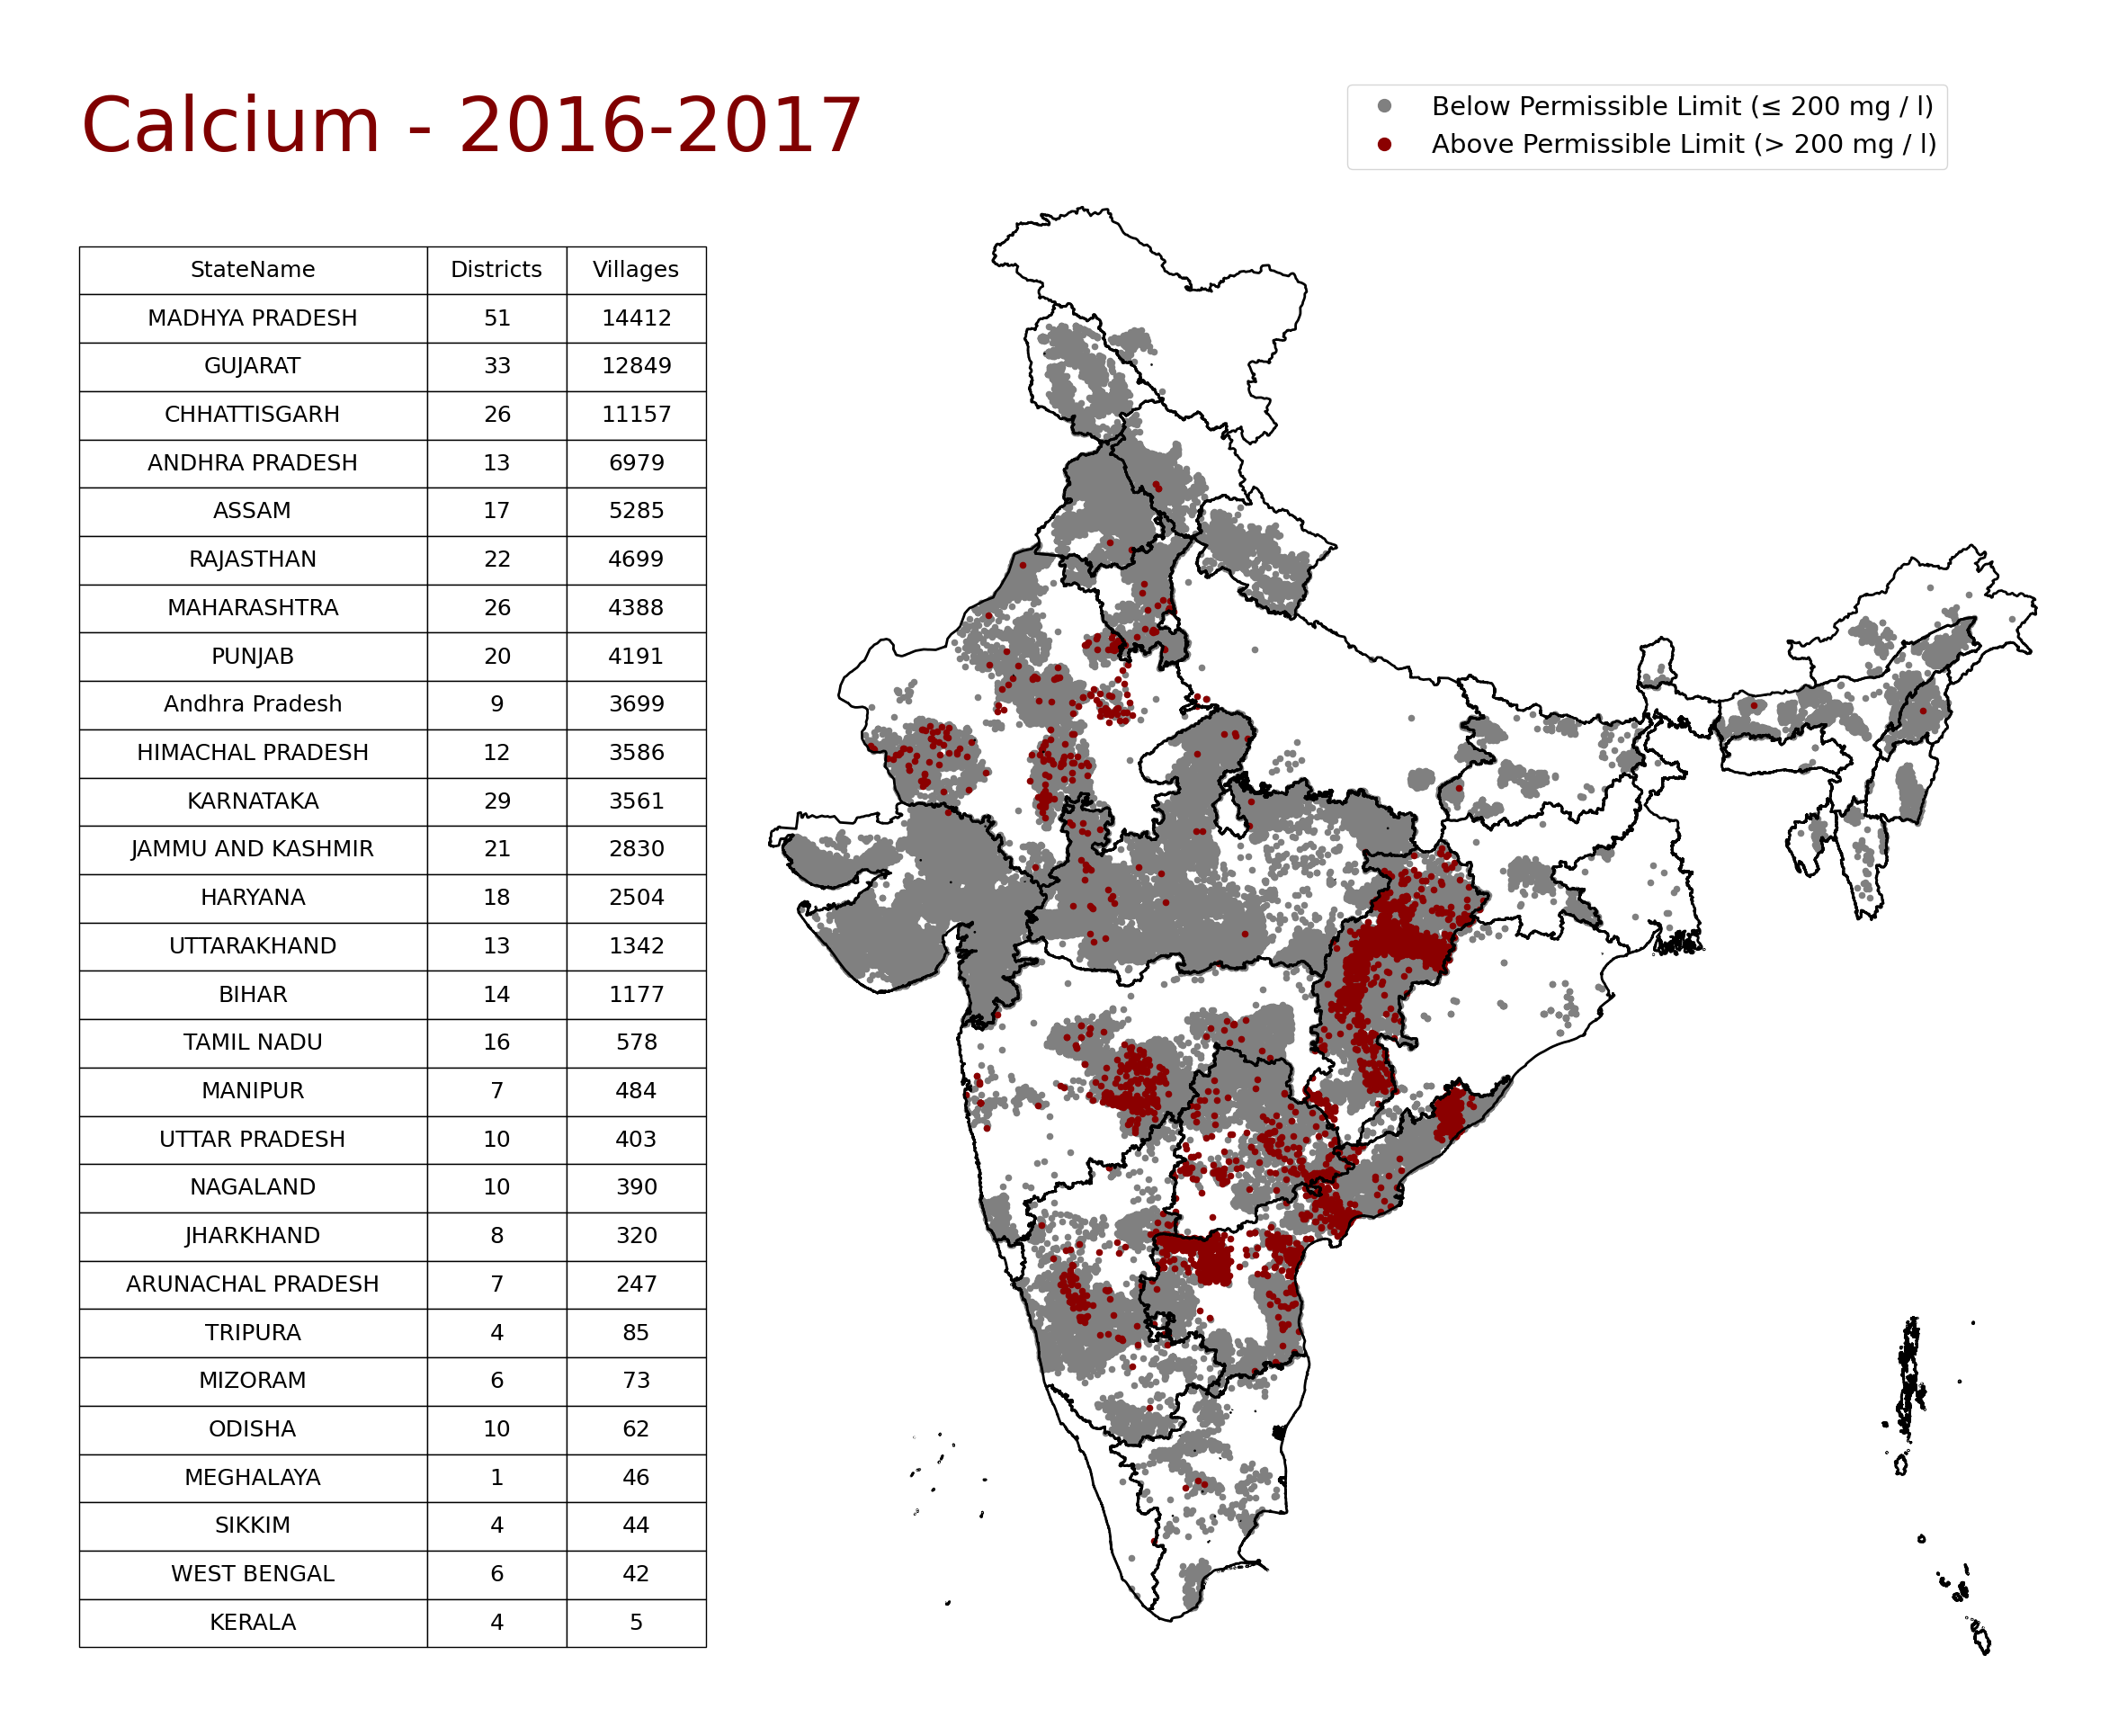 Calcium - 2016-2017
Below Permissible Limit (≤ 200 mg / l)
Above Permissible Limit (> 200 mg / l)
StateName Districts Villages
MADHYA PRADESH 51 14412
GUJARAT 33 12849
CHHATTISGARH 26 11157
ANDHRA PRADESH 13 6979
ASSAM 17 5285
RAJASTHAN 22 4699
MAHARASHTRA 26 4388
PUNJAB 20 4191
Andhra Pradesh 9 3699
HIMACHAL PRADESH 12 3586
KARNATAKA 29 3561
JAMMU AND KASHMIR 21 2830
HARYANA 18 2504
UTTARAKHAND 13 1342
BIHAR 14 1177
TAMIL NADU 16 578
MANIPUR 7 484
UTTAR PRADESH 10 403
NAGALAND 10 390
JHARKHAND 8 320
ARUNACHAL PRADESH 7 247
TRIPURA 4 85
MIZORAM 6 73
ODISHA 10 62
MEGHALAYA 1 46
SIKKIM 4 44
WEST BENGAL 6 42
KERALA 4 5